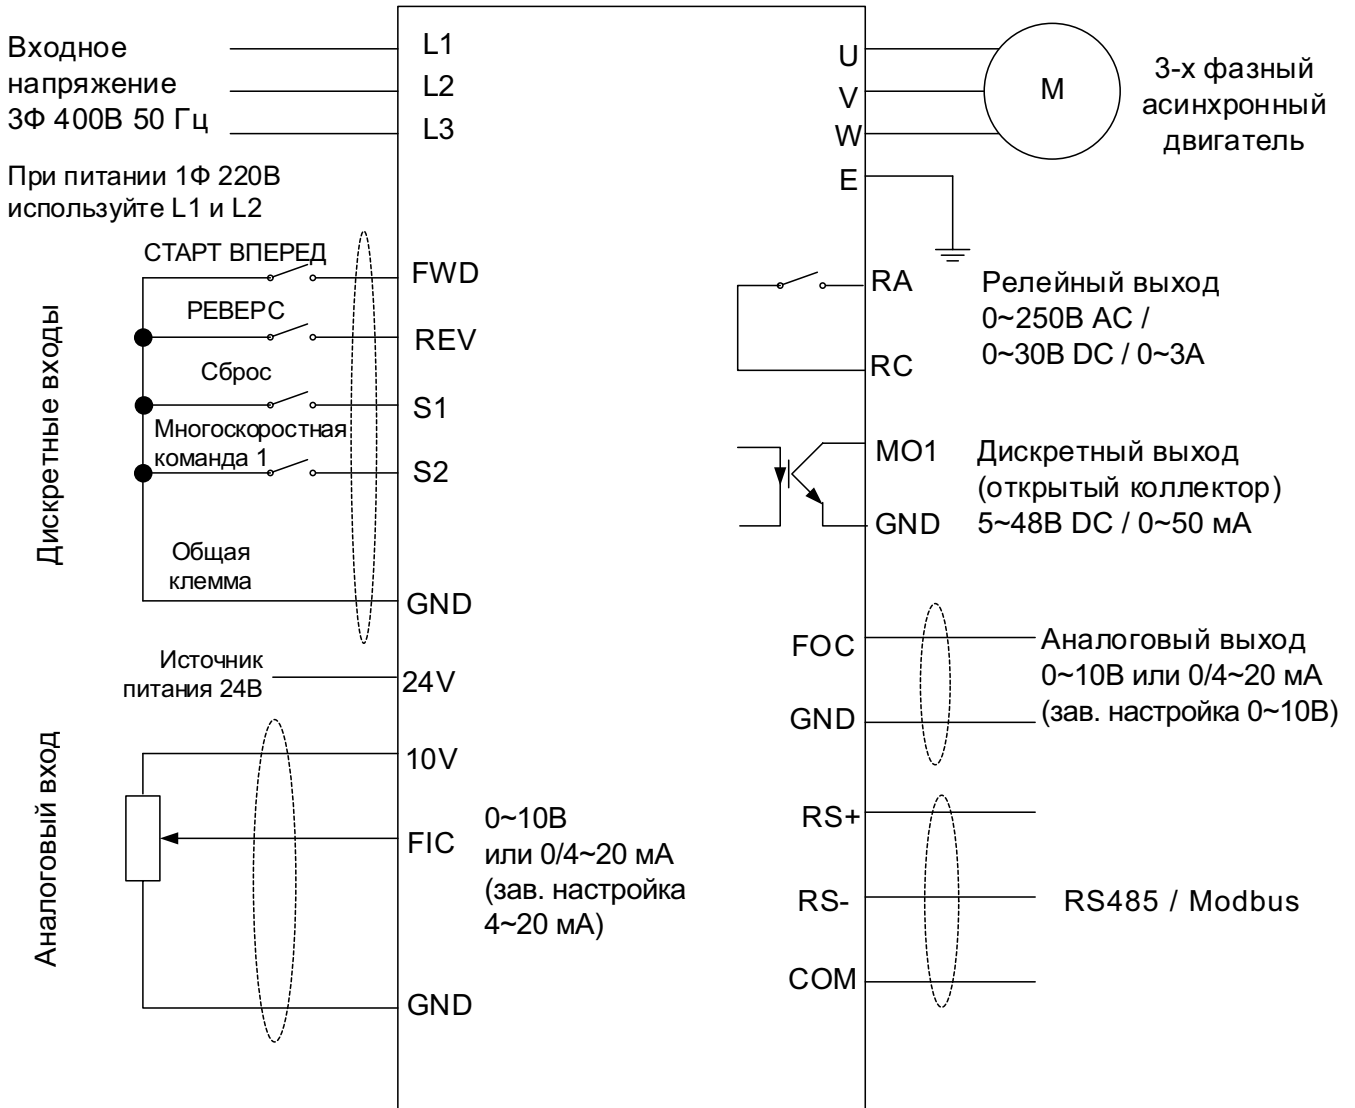 Входное
напряжение
3Ф 400В 50 Гц
L1
L2
L3
При питании 1Ф 220В
используйте L1 и L2
Дискретные входы
СТАРТ ВПЕРЕД
FWD
РЕВЕРС
REV
Сброс
S1
Многоскоростная
команда 1
S2
Общая
клемма
GND
Источник
питания 24В
24V
Аналоговый вход
10V
FIC
0~10В
или 0/4~20 мА
(зав. настройка
4~20 мА)
GND
U
V
W
E
M
3-х фазный
асинхронный
двигатель
RA
RC
Релейный выход
0~250В AC /
0~30В DC / 0~3А
MO1
GND
Дискретный выход
(открытый коллектор)
5~48В DC / 0~50 мА
FOC
GND
Аналоговый выход
0~10В или 0/4~20 мА
(зав. настройка 0~10В)
RS+
RS-
COM
RS485 / Modbus